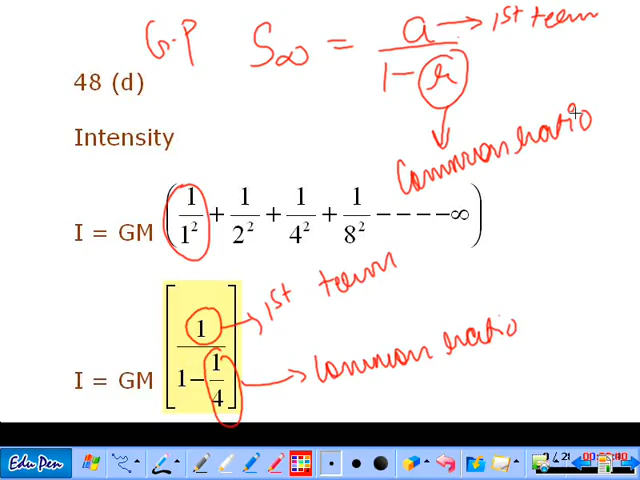 G.P S∞ = a/(1 - r) → 1st term
48 (d)
Common ratio
Intensity
I = GM (1/1² + 1/2² + 1/4² + 1/8² - - - - - ∞)
1st term
I = GM [1/(1 - 1/4)]
Common ratio
Edu Pen